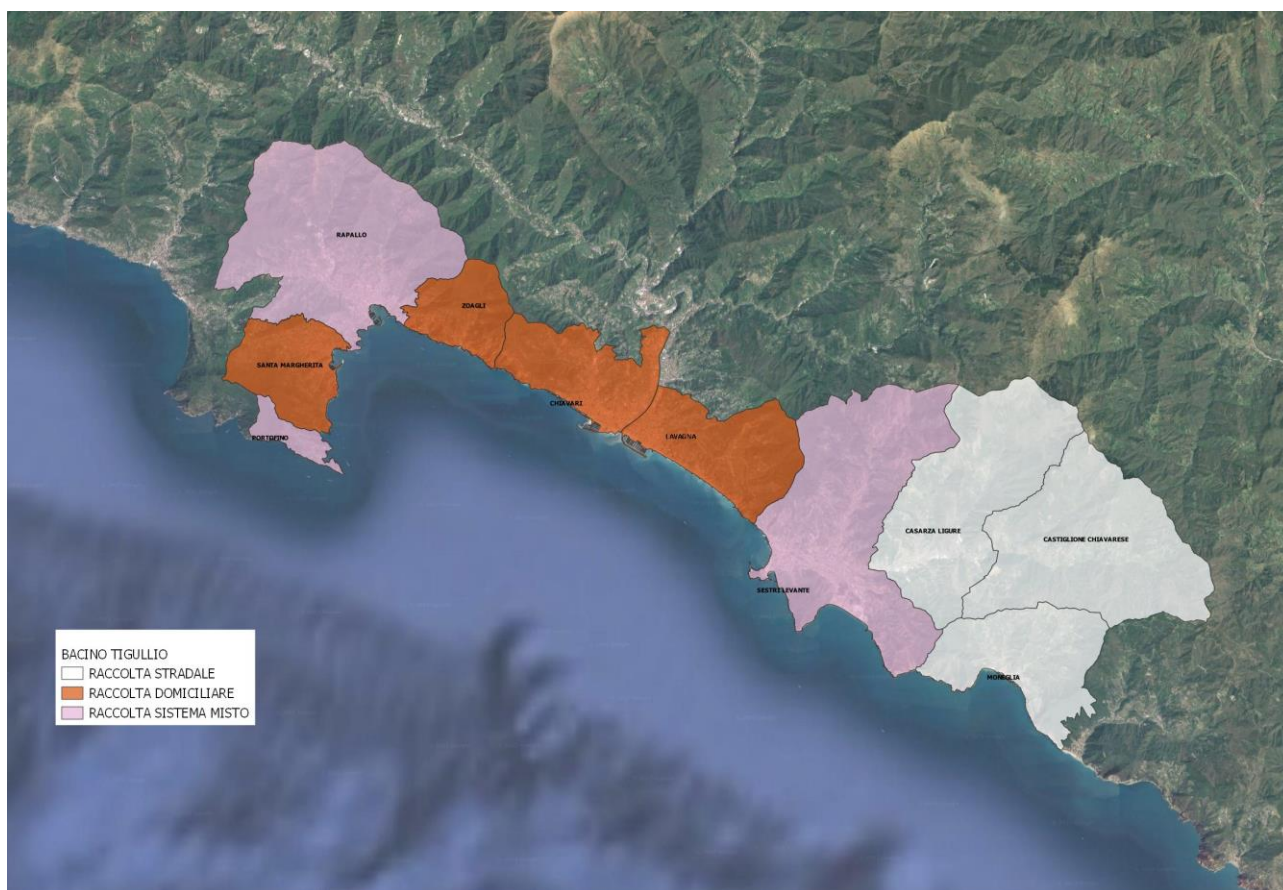 RAPALLO
ZOAGLI
SANTA MARGHERITA
CHIAVARI
PORTOFINO
LAVAGNA
CASARZA LIGURE
CASTIGLIONE CHIAVARESE
SESTRI LEVANTE
MONEGLIA
BACINO TIGULLIO
RACCOLTA STRADALE
RACCOLTA DOMICILIARE
RACCOLTA SISTEMA MISTO